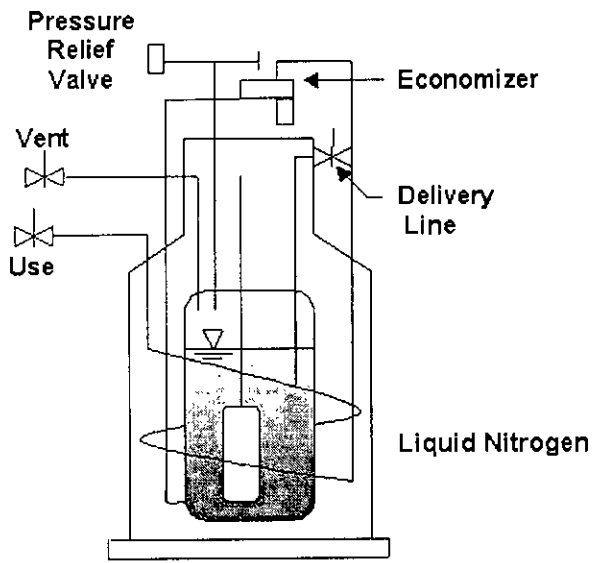 Pressure
Relief
Valve
Economizer
Vent
Delivery
Line
Use
Liquid Nitrogen